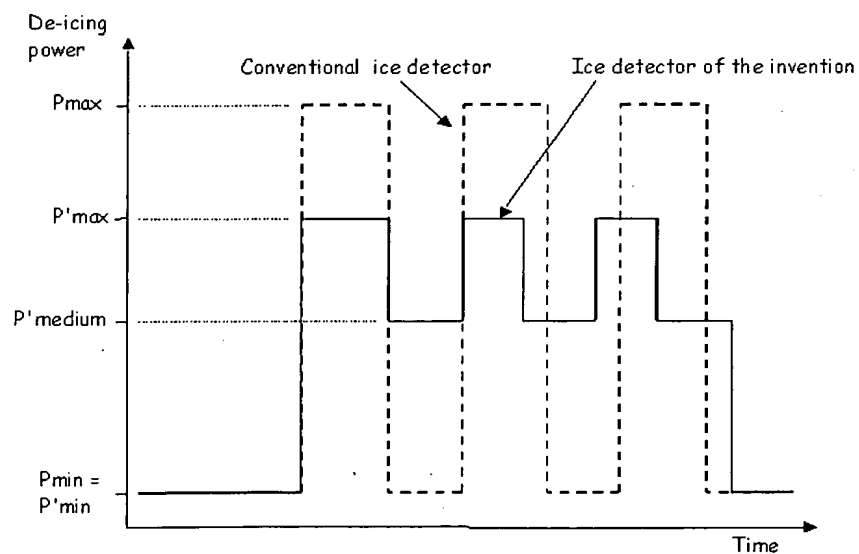 De-icing
power
Conventional ice detector
Ice detector of the invention
Pmax
P'max
P'medium
Pmin =
P'min
Time